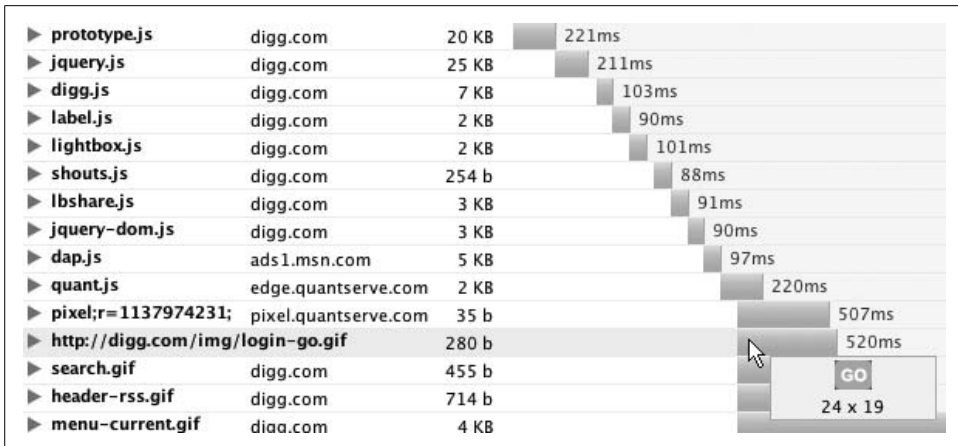 prototype.js digg.com 20 KB 221ms
jquery.js digg.com 25 KB 211ms
digg.js digg.com 7 KB 103ms
label.js digg.com 2 KB 90ms
lightbox.js digg.com 2 KB 101ms
shouts.js digg.com 254 b 88ms
lbshare.js digg.com 3 KB 91ms
jquery-dom.js digg.com 3 KB 90ms
dap.js ads1.msn.com 5 KB 97ms
quant.js edge.quantserve.com 2 KB 220ms
pixel;r=1137974231; pixel.quantserve.com 35 b 507ms
http://digg.com/img/login-go.gif 280 b 520ms
search.gif digg.com 455 b
GO
header-rss.gif digg.com 714 b
24 x 19
menu-current.gif digg.com 4 KB